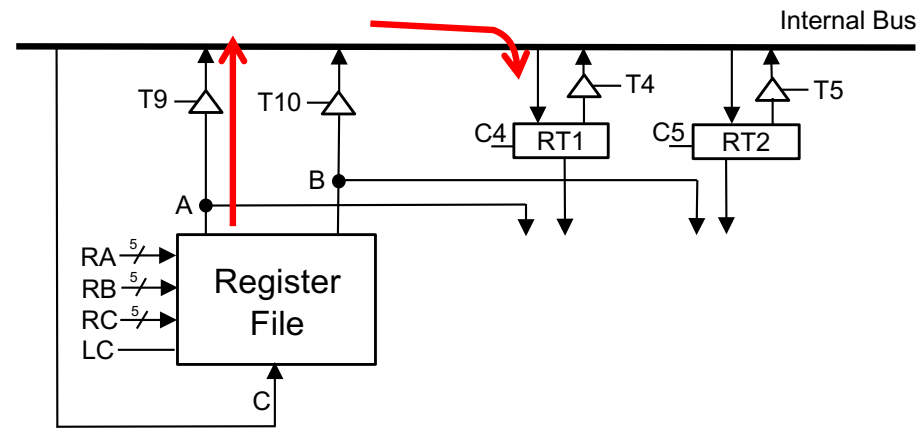 Internal Bus
T9
T10
T4
T5
C4
RT1
C5
RT2
B
A
RA
5
RB
5
RC
5
LC
Register
File
C